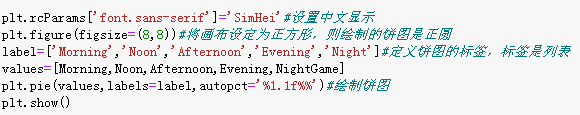 plt.rcParams['font.sans-serif']='SimHei'#设置中文显示
plt.figure(figsize=(8,8))#将画布设定为正方形，则绘制的饼图是正圆
label=['Morning','Noon','Afternoon','Evening','Night']#定义饼图的标签，标签是列表
values=[Morning,Noon,Afternoon,Evening,NightGame]
plt.pie(values,labels=label,autopct='%1.1f%%')#绘制饼图
plt.show()